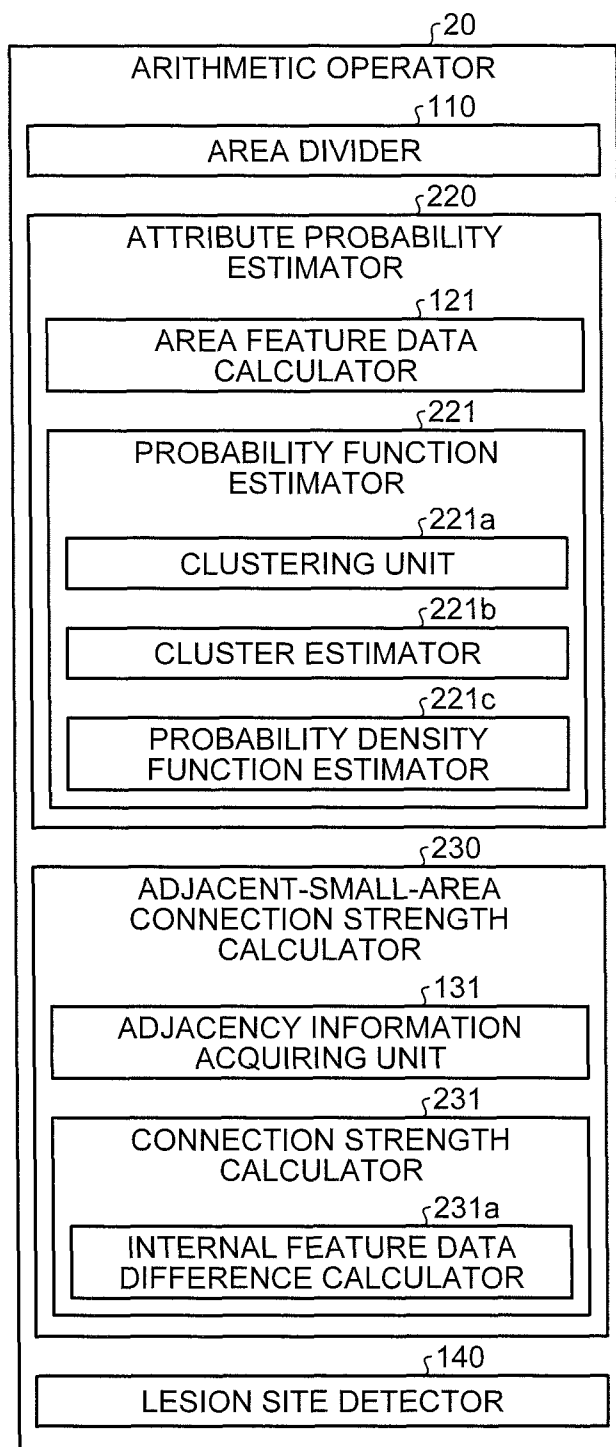 20
ARITHMETIC OPERATOR
110
AREA DIVIDER
220
ATTRIBUTE PROBABILITY
ESTIMATOR
121
AREA FEATURE DATA
CALCULATOR
221
PROBABILITY FUNCTION
ESTIMATOR
221a
CLUSTERING UNIT
221b
CLUSTER ESTIMATOR
221c
PROBABILITY DENSITY
FUNCTION ESTIMATOR
230
ADJACENT-SMALL-AREA
CONNECTION STRENGTH
CALCULATOR
131
ADJACENCY INFORMATION
ACQUIRING UNIT
231
CONNECTION STRENGTH
CALCULATOR
231a
INTERNAL FEATURE DATA
DIFFERENCE CALCULATOR
140
LESION SITE DETECTOR